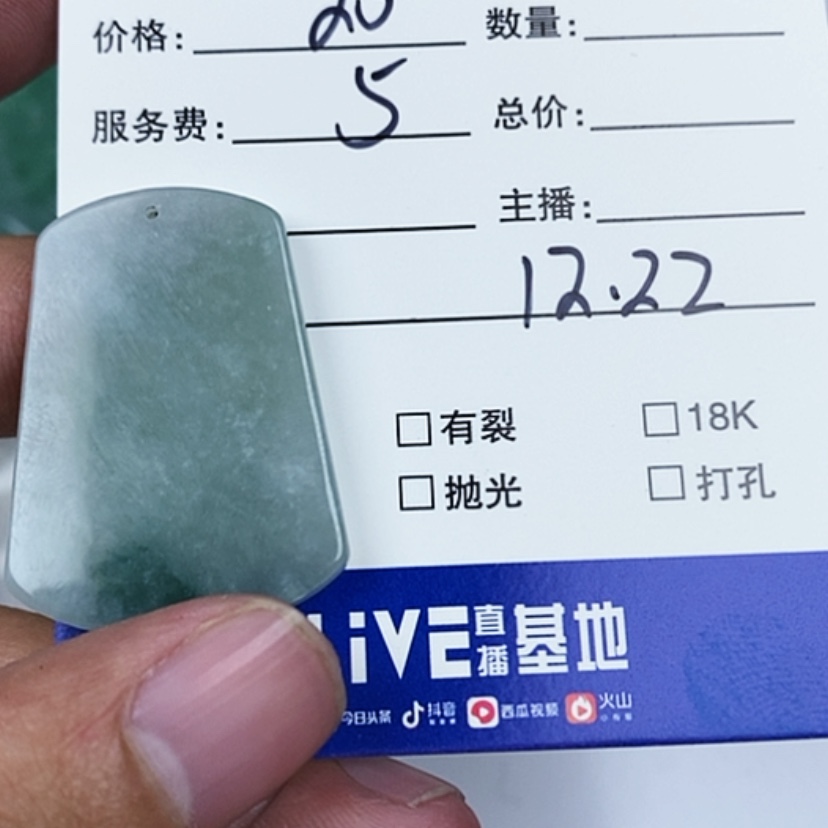 价格: 20 数量:
服务费: 5 总价:
主播:
12.22
□有裂 □18K
□抛光 □打孔
LiVE直播基地
今日头条 抖音 西瓜视频 火山